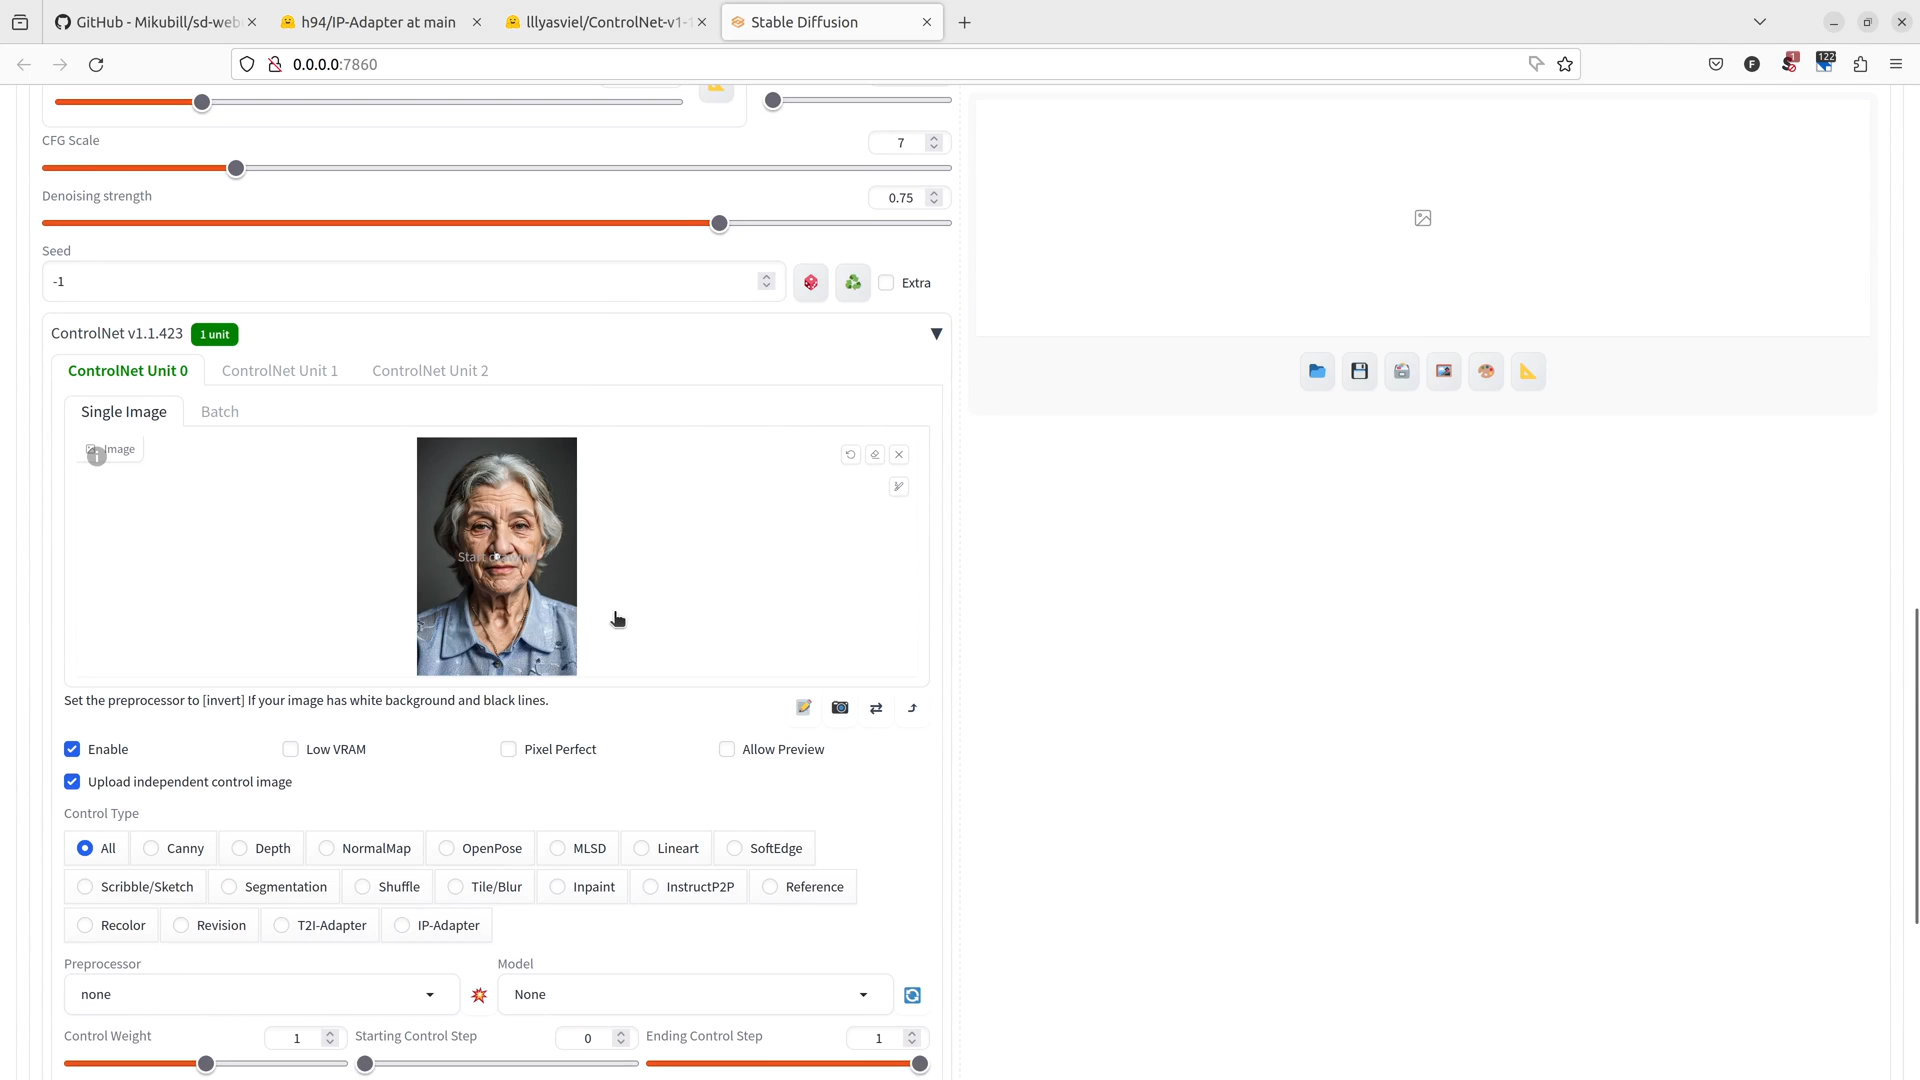 GitHub - Mikubill/sd-web
h94/IP-Adapter at main
lllyasviel/ControlNet-v1-1
Stable Diffusion
0.0.0.0:7860
1
122
CFG Scale
7
Denoising strength
0.75
Seed
-1
Extra
ControlNet v1.1.423
1 unit
ControlNet Unit 0
ControlNet Unit 1
ControlNet Unit 2
Single Image
Batch
Image
Start drawing
Set the preprocessor to [invert] If your image has white background and black lines.
Enable
Low VRAM
Pixel Perfect
Allow Preview
Upload independent control image
Control Type
All
Canny
Depth
NormalMap
OpenPose
MLSD
Lineart
SoftEdge
Scribble/Sketch
Segmentation
Shuffle
Tile/Blur
Inpaint
InstructP2P
Reference
Recolor
Revision
T2I-Adapter
IP-Adapter
Preprocessor
Model
none
None
Control Weight
1
Starting Control Step
0
Ending Control Step
1